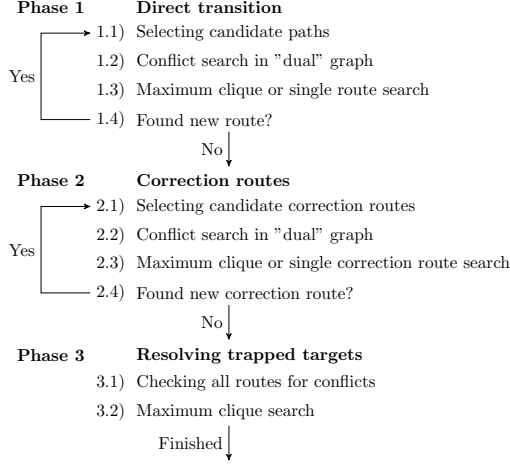 Phase 1 Direct transition
1.1) Selecting candidate paths
1.2) Conflict search in "dual" graph
Yes
1.3) Maximum clique or single route search
1.4) Found new route?
No
Phase 2 Correction routes
2.1) Selecting candidate correction routes
2.2) Conflict search in "dual" graph
Yes
2.3) Maximum clique or single correction route search
2.4) Found new correction route?
No
Phase 3 Resolving trapped targets
3.1) Checking all routes for conflicts
3.2) Maximum clique search
Finished